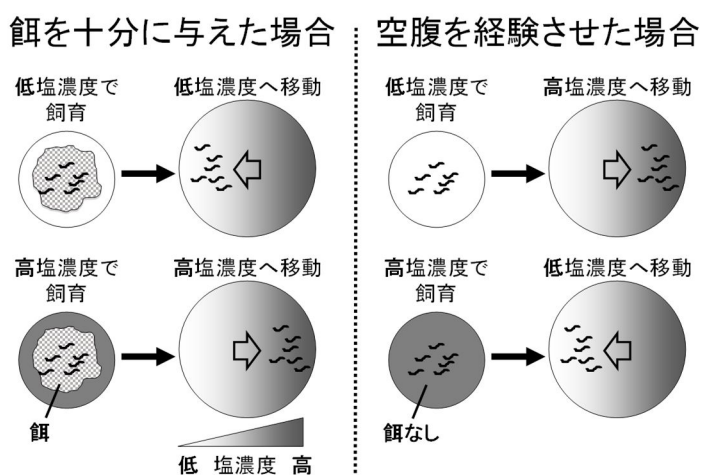 餌を十分に与えた場合
低塩濃度で
飼育
低塩濃度へ移動
高塩濃度で
飼育
高塩濃度へ移動
餌
低 塩濃度 高
空腹を経験させた場合
低塩濃度で
飼育
高塩濃度へ移動
高塩濃度で
飼育
低塩濃度へ移動
餌なし